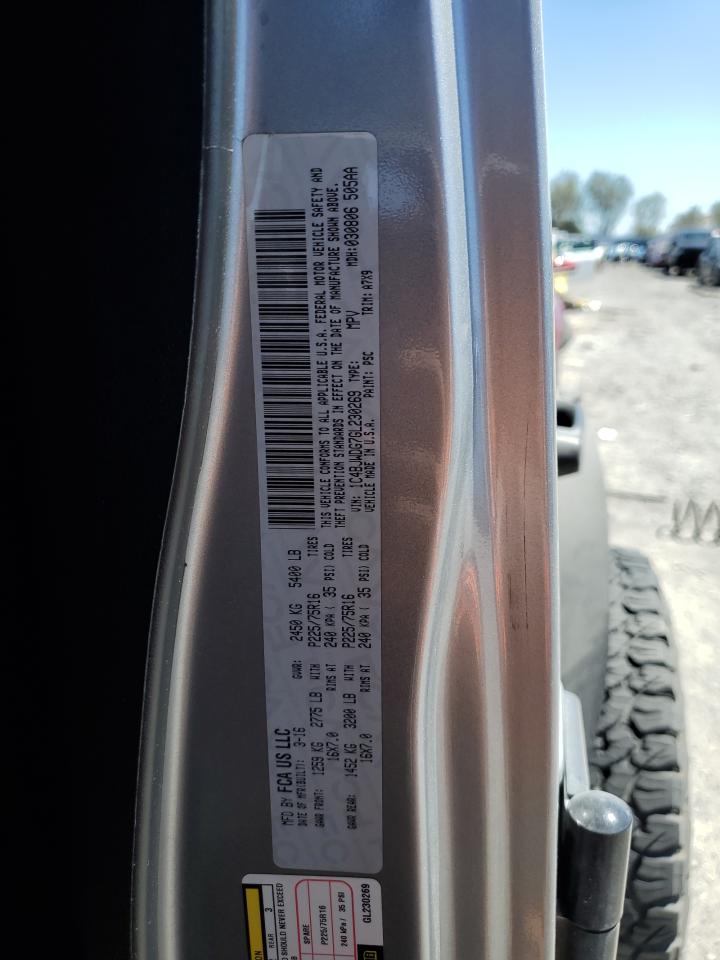 MFD BY FCA US LLC
DATE OF MFR(BUILT): 3-16 GVWR: 2450 KG 5400 LB
GAWR FRONT: 1259 KG 2775 LB WITH P225/75R16 TIRES
16X7.0 RIMS AT 240 KPA ( 35 PSI) COLD
GAWR REAR: 1452 KG 3200 LB WITH P225/75R16 TIRES
16X7.0 RIMS AT 240 KPA ( 35 PSI) COLD
THIS VEHICLE CONFORMS TO ALL APPLICABLE U.S.A. FEDERAL MOTOR VEHICLE SAFETY AND
THEFT PREVENTION STANDARDS IN EFFECT ON THE DATE OF MANUFACTURE SHOWN ABOVE.
VIN: 1C4BJWDG7GL230269 TYPE: MPV MDH:030806 505AA
VEHICLE MADE IN U.S.A. PAINT: PSC TRIM: A7X9
REAR 3
SHOULD NEVER EXCEED
SPARE
P225/75R16
240 kPa / 35 PSI
GL230269